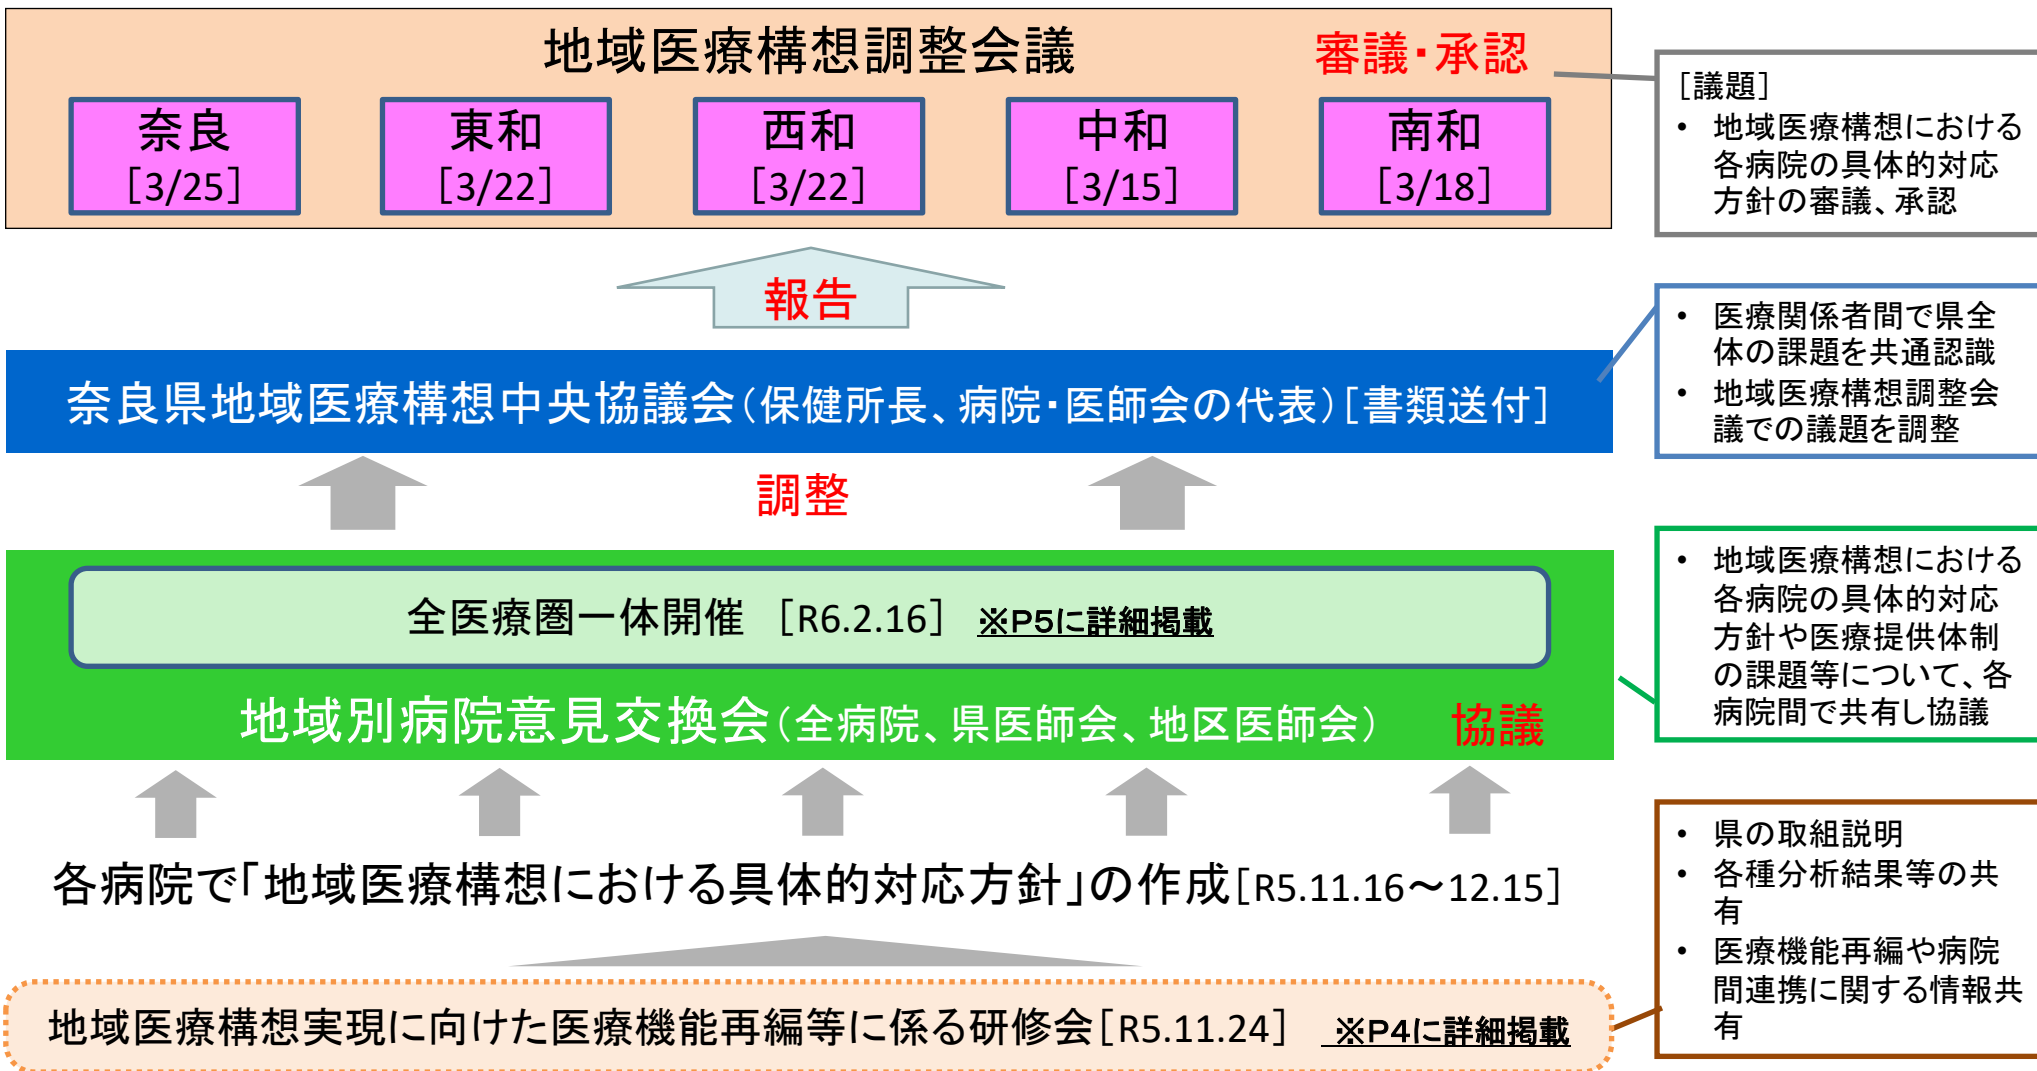 地域医療構想調整会議 審議・承認
奈良
[3/25]
東和
[3/22]
西和
[3/22]
中和
[3/15]
南和
[3/18]
[議題]
• 地域医療構想における
各病院の具体的対応
方針の審議、承認
報告
奈良県地域医療構想中央協議会(保健所長、病院・医師会の代表)[書類送付]
• 医療関係者間で県全
体の課題を共通認識
• 地域医療構想調整会
議での議題を調整
調整
全医療圏一体開催 [R6.2.16] ※P5に詳細掲載
地域別病院意見交換会(全病院、県医師会、地区医師会) 協議
• 地域医療構想における
各病院の具体的対応
方針や医療提供体制
の課題等について、各
病院間で共有し協議
各病院で「地域医療構想における具体的対応方針」の作成[R5.11.16～12.15]
地域医療構想実現に向けた医療機能再編等に係る研修会[R5.11.24] ※P4に詳細掲載
• 県の取組説明
• 各種分析結果等の共
有
• 医療機能再編や病院
間連携に関する情報共
有